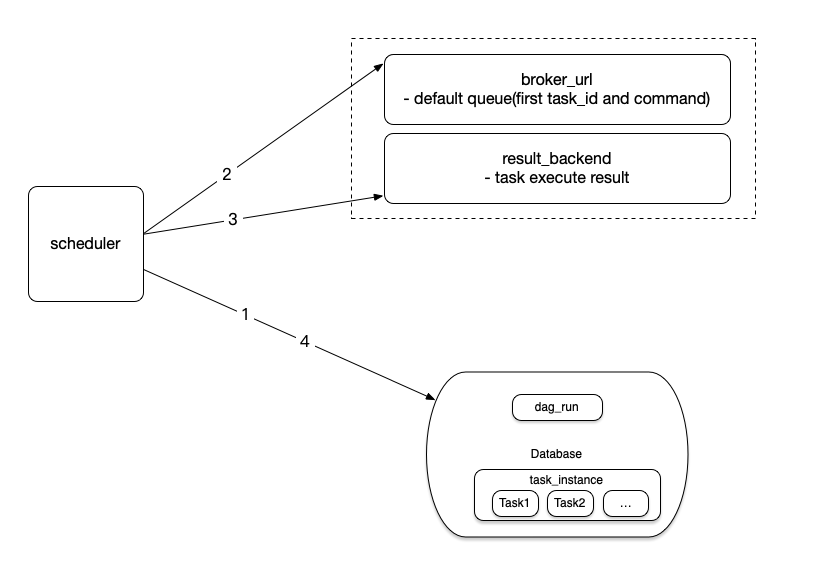 broker_url
- default queue(first task_id and command)
result_backend
- task execute result
2
3
scheduler
1
4
dag_run
Database
task_instance
Task1
Task2
...